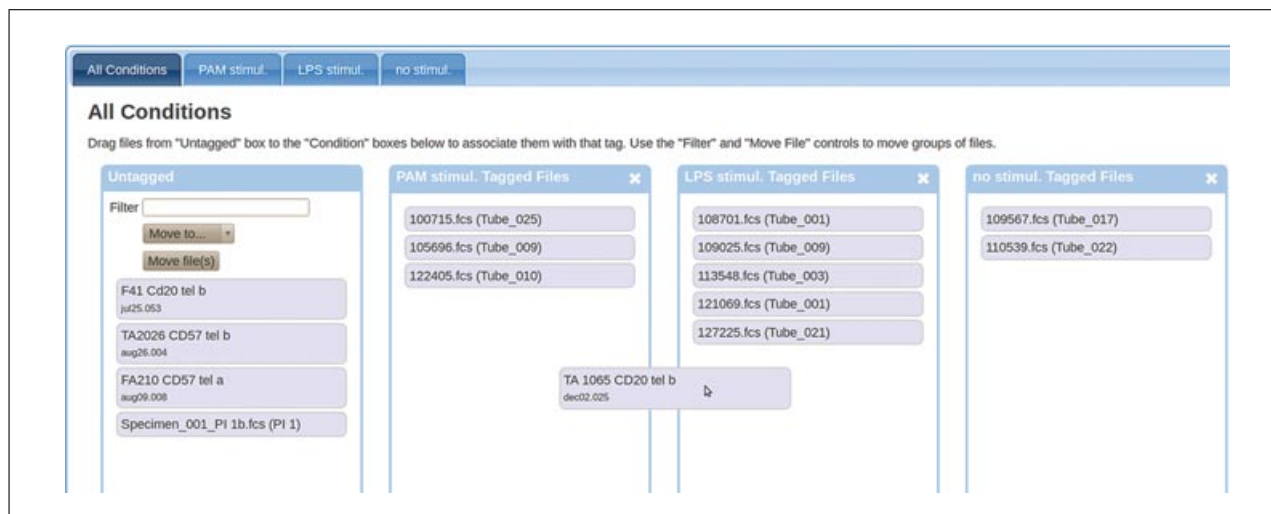 All Conditions
PAM stimul.
LPS stimul.
no stimul.
All Conditions
Drag files from "Untagged" box to the "Condition" boxes below to associate them with that tag. Use the "Filter" and "Move File" controls to move groups of files.
Untagged
Filter
Move to...
Move file(s)
F41 Cd20 tel b
jul25.053
TA2026 CD57 tel b
aug26.004
FA210 CD57 tel a
aug09.008
Specimen_001_PI 1b.fcs (PI 1)
PAM stimul. Tagged Files
100715.fcs (Tube_025)
105696.fcs (Tube_009)
122405.fcs (Tube_010)
LPS stimul. Tagged Files
108701.fcs (Tube_001)
109025.fcs (Tube_009)
113548.fcs (Tube_003)
121069.fcs (Tube_001)
127225.fcs (Tube_021)
TA 1065 CD20 tel b
dec02.025
no stimul. Tagged Files
109567.fcs (Tube_017)
110539.fcs (Tube_022)